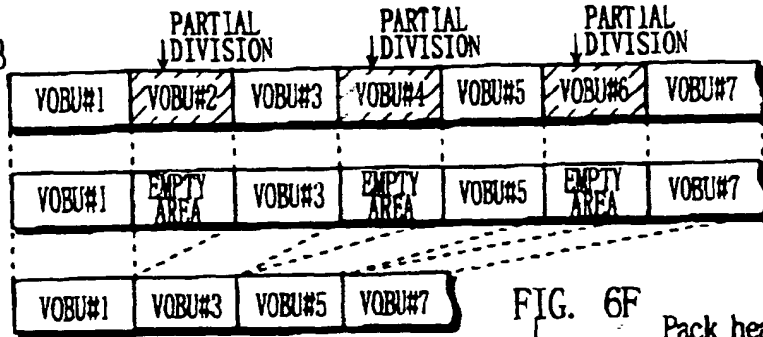 PARTIAL DIVISION PARTIAL DIVISION PARTIAL DIVISION
VOBU#1 VOBU#2 VOBU#3 VOBU#4 VOBU#5 VOBU#6 VOBU#7
VOBU#1 EMPTY AREA VOBU#3 EMPTY AREA VOBU#5 EMPTY AREA VOBU#7
VOBU#1 VOBU#3 VOBU#5 VOBU#7
FIG. 6F
Pack hea